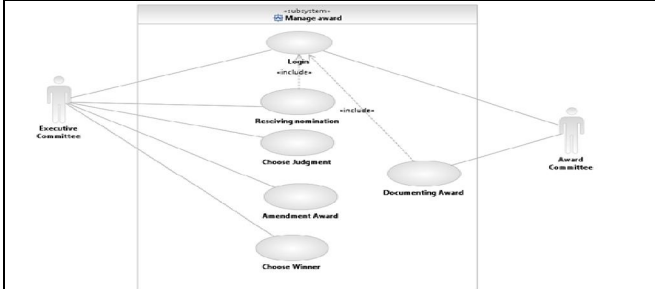 «subsystem»
Manage award
Login
«include»
Resciving nomination
«include»
Executive
Committee
Choose Judgment
Award
Committee
Documenting Award
Amendment Award
Choose Winner